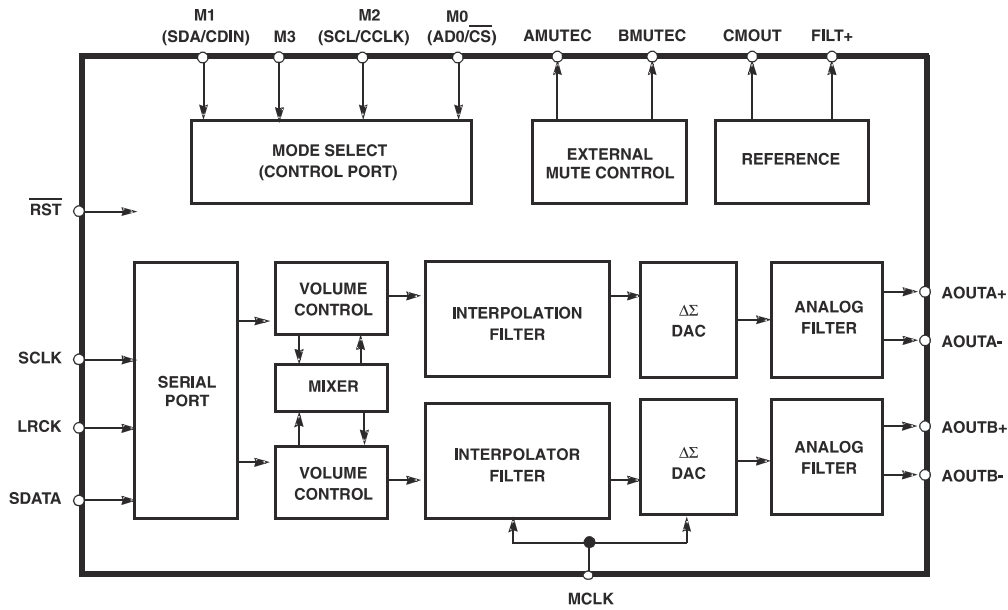 M1
(SDA/CDIN)
M3
M2
(SCL/CCLK)
M0
(AD0/CS)
AMUTEC
BMUTEC
CMOUT
FILT+
MODE SELECT
(CONTROL PORT)
EXTERNAL
MUTE CONTROL
REFERENCE
RST
SERIAL
PORT
VOLUME
CONTROL
MIXER
VOLUME
CONTROL
INTERPOLATION
FILTER
INTERPOLATOR
FILTER
ΔΣ
DAC
ΔΣ
DAC
ANALOG
FILTER
ANALOG
FILTER
SCLK
LRCK
SDATA
AOUTA+
AOUTA-
AOUTB+
AOUTB-
MCLK